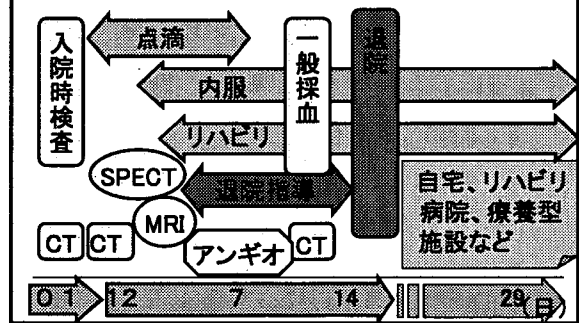 入院時検査
点滴
一般採血
退院
内服
リハビリ
SPECT
退院指導
自宅、リハビリ
病院、療養型
施設など
MRI
CT
CT
アンギオ
CT
0 1
12
7
14
29(日)